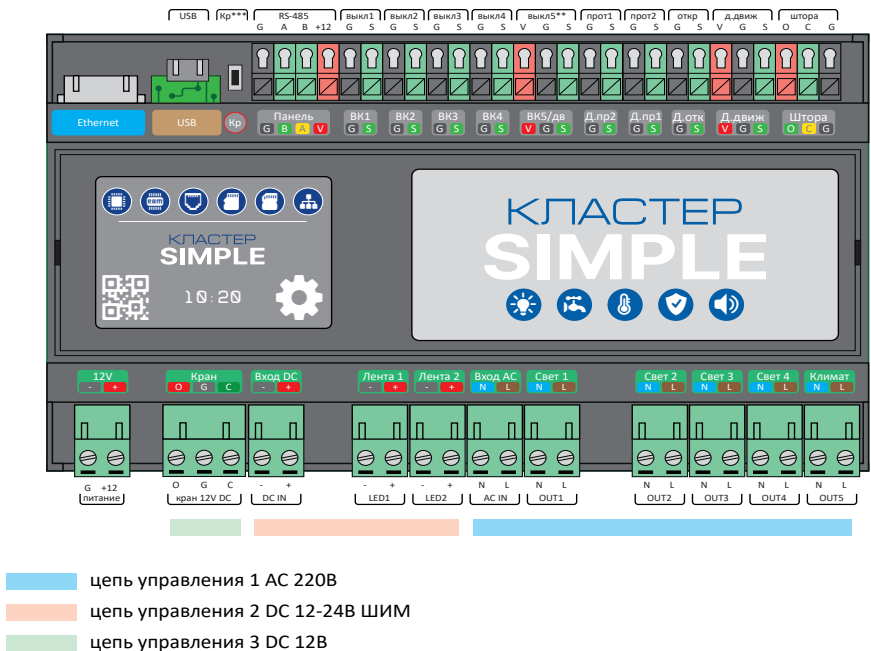 USB Кр*** RS-485 выкл1 выкл2 выкл3 выкл4 выкл5** прот1 прот2 откр д.движ штора
G A B +12 G S G S G S G S V G S G S G S G S V G S O C G
Ethernet USB Кр Панель ВК1 ВК2 ВК3 ВК4 ВК5/дв Д.пр2 Д.пр1 Д.отк Д.движ Штора
G B A V G S G S G S G S V G S G S G S G S V G S O C G
RAM
КЛАСТЕР
SIMPLE
10:20
КЛАСТЕР
SIMPLE
12V Кран Вход DC Лента 1 Лента 2 Вход AC Свет 1 Свет 2 Свет 3 Свет 4 Климат
- + O G C - + - + - + N L N L N L N L N L N L
G +12 O G C - + - + - + N L N L N L N L N L N L
питание кран 12V DC DC IN LED1 LED2 AC IN OUT1 OUT2 OUT3 OUT4 OUT5
цепь управления 1 AC 220В
цепь управления 2 DC 12-24В ШИМ
цепь управления 3 DC 12В